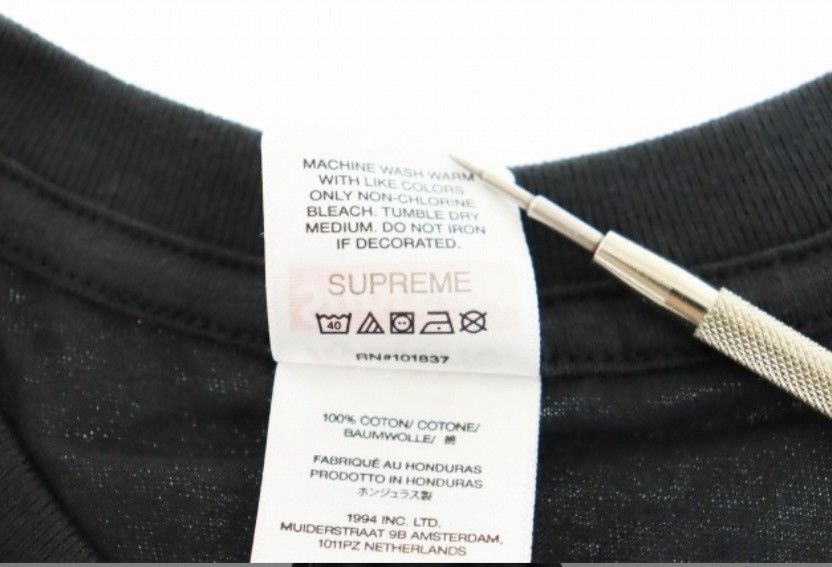 MACHINE WASH WARM
WITH LIKE COLORS
ONLY NON-CHLORINE
BLEACH. TUMBLE DRY
MEDIUM. DO NOT IRON
IF DECORATED.
SUPREME
40
RN#101837
100% COTON/ COTONE/
BAUMWOLLE/ 綿
FABRIQUÉ AU HONDURAS
PRODOTTO IN HONDURAS
ホンジュラス製
1994 INC. LTD.
MUIDERSTRAAT 9B AMSTERDAM,
1011PZ NETHERLANDS